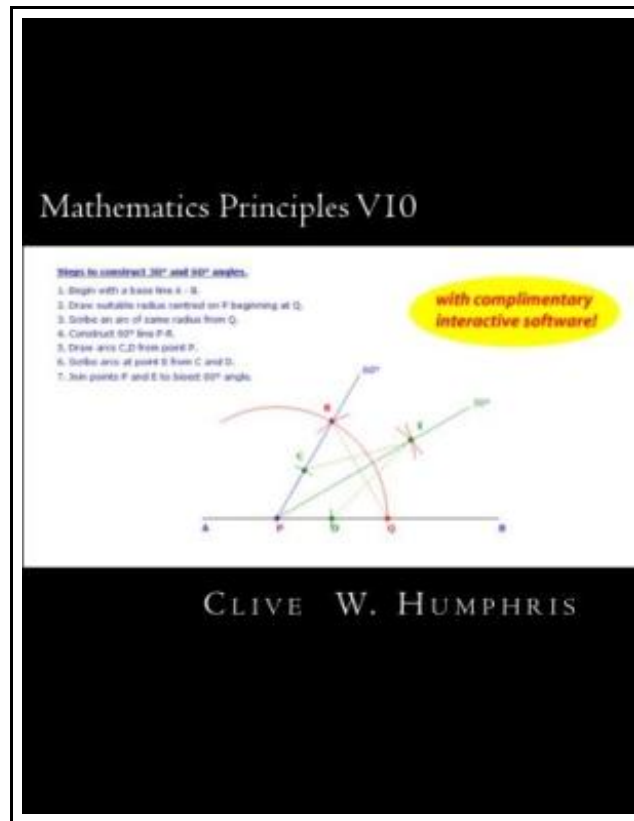 Mathematics Principles V10
Steps to construct 30° and 60° angles.
1. Begin with a base line A - B.
2. Draw suitable radius centred on P beginning at Q.
3. Scribe an arc of same radius from Q.
4. Construct 60° line P-R.
5. Draw arcs C,D from point P.
6. Scribe arcs at point E from C and D.
7. Join points P and E to bisect 60° angle.
with complimentary
interactive software!
60°
30°
R
E
C
A P D Q B
CLIVE W. HUMPHRIS